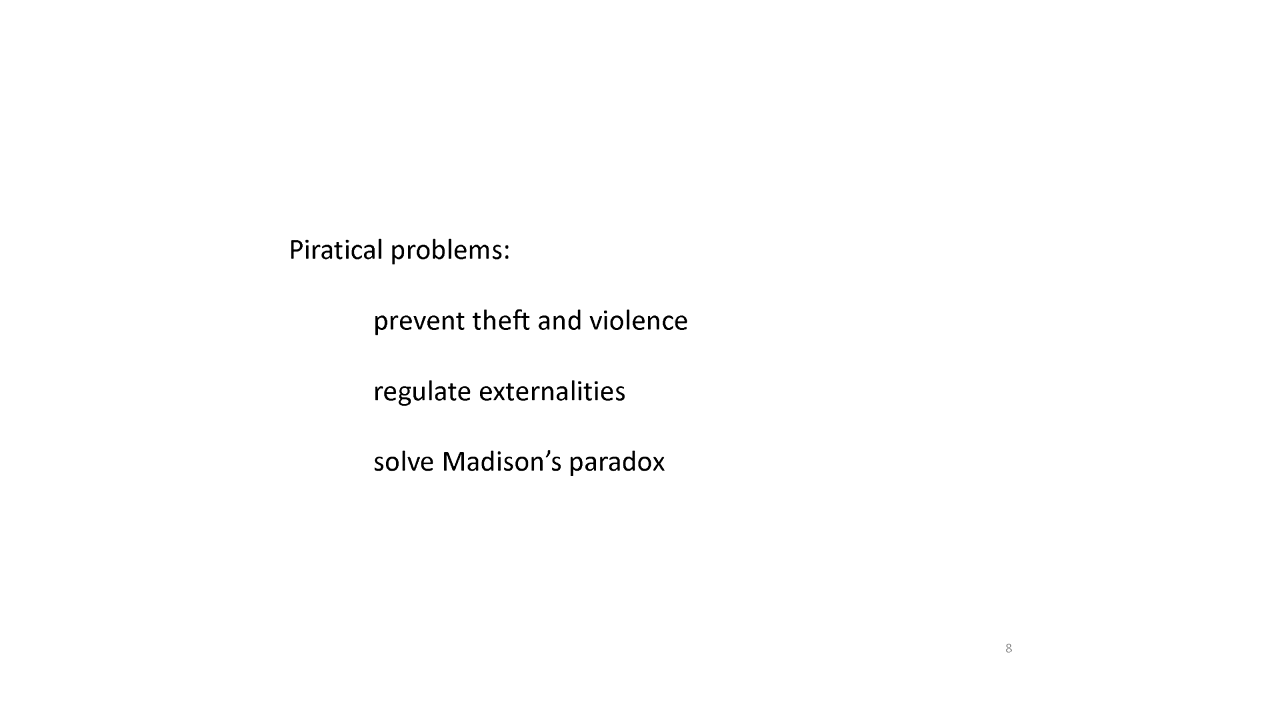 Piratical problems:
prevent theft and violence
regulate externalities
solve Madison’s paradox
8